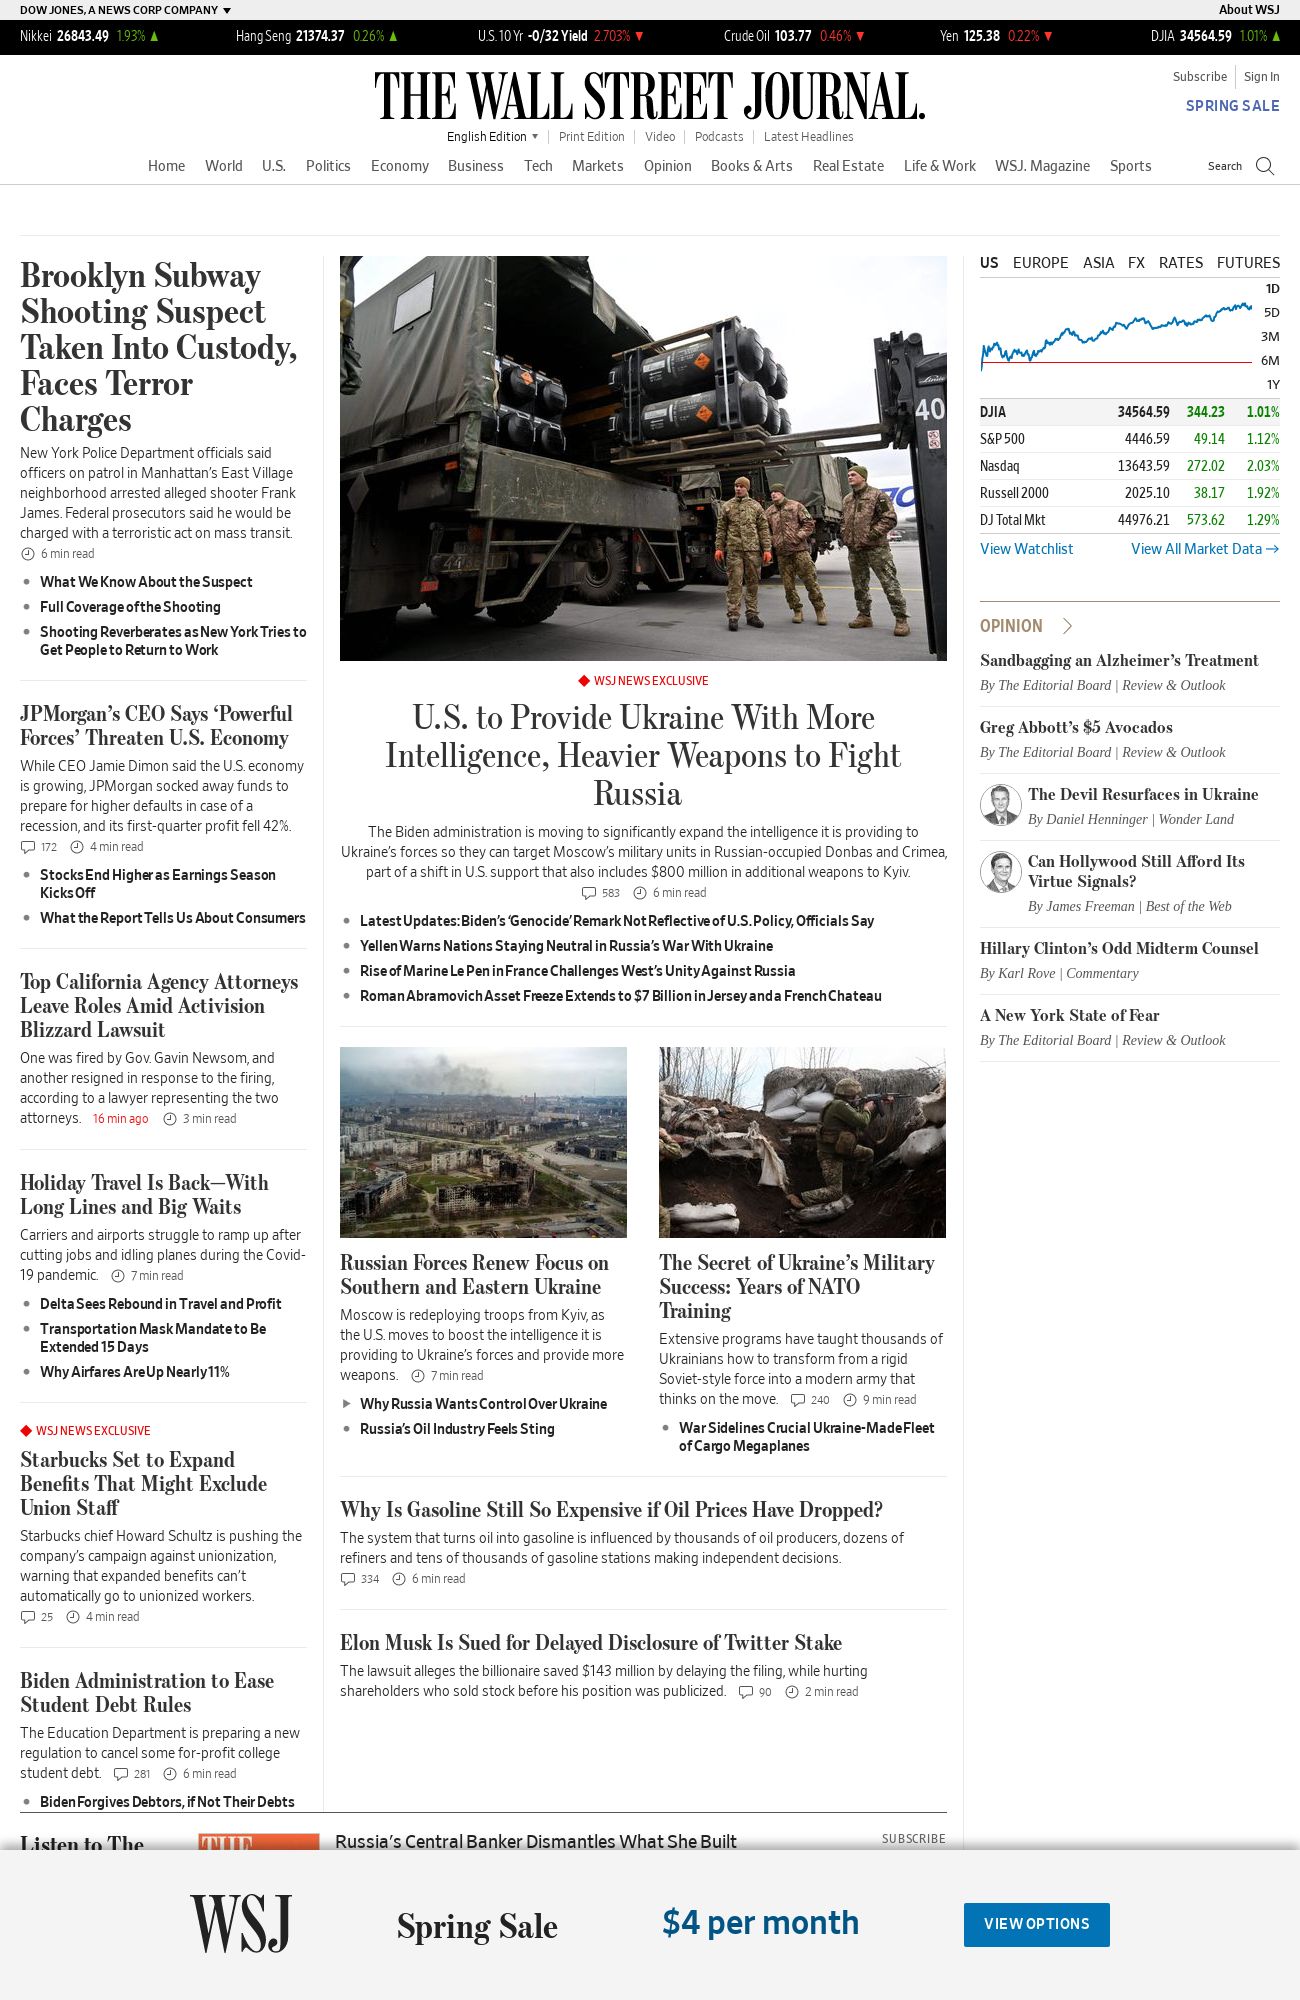 DOW JONES, A NEWS CORP COMPANY
About WSJ
Nikkei 26843.49 1.93%
Hang Seng 21374.37 0.26%
U.S. 10 Yr -0/32 Yield 2.703%
Crude Oil 103.77 0.46%
Yen 125.38 0.22%
DJIA 34564.59 1.01%
THE WALL STREET JOURNAL.
Subscribe
Sign In
SPRING SALE
English Edition
Print Edition
Video
Podcasts
Latest Headlines
Home World U.S. Politics Economy Business Tech Markets Opinion Books & Arts Real Estate Life & Work WSJ. Magazine Sports
Search
Brooklyn Subway
Shooting Suspect
Taken Into Custody,
Faces Terror
Charges
New York Police Department officials said
officers on patrol in Manhattan's East Village
neighborhood arrested alleged shooter Frank
James. Federal prosecutors said he would be
charged with a terroristic act on mass transit.
6 min read
What We Know About the Suspect
Full Coverage of the Shooting
Shooting Reverberates as New York Tries to
Get People to Return to Work
JPMorgan's CEO Says ‘Powerful
Forces’ Threaten U.S. Economy
While CEO Jamie Dimon said the U.S. economy
is growing, JPMorgan socked away funds to
prepare for higher defaults in case of a
recession, and its first-quarter profit fell 42%.
172 4 min read
Stocks End Higher as Earnings Season
Kicks Off
What the Report Tells Us About Consumers
Top California Agency Attorneys
Leave Roles Amid Activision
Blizzard Lawsuit
One was fired by Gov. Gavin Newsom, and
another resigned in response to the firing,
according to a lawyer representing the two
attorneys. 16 min ago 3 min read
Holiday Travel Is Back—With
Long Lines and Big Waits
Carriers and airports struggle to ramp up after
cutting jobs and idling planes during the Covid-
19 pandemic. 7 min read
Delta Sees Rebound in Travel and Profit
Transportation Mask Mandate to Be
Extended 15 Days
Why Airfares Are Up Nearly 11%
WSJ NEWS EXCLUSIVE
Starbucks Set to Expand
Benefits That Might Exclude
Union Staff
Starbucks chief Howard Schultz is pushing the
company's campaign against unionization,
warning that expanded benefits can't
automatically go to unionized workers.
25 4 min read
Biden Administration to Ease
Student Debt Rules
The Education Department is preparing a new
regulation to cancel some for-profit college
student debt. 281 6 min read
Biden Forgives Debtors, if Not Their Debts
40
WSJ NEWS EXCLUSIVE
U.S. to Provide Ukraine With More
Intelligence, Heavier Weapons to Fight
Russia
The Biden administration is moving to significantly expand the intelligence it is providing to
Ukraine's forces so they can target Moscow's military units in Russian-occupied Donbas and Crimea,
part of a shift in U.S. support that also includes $800 million in additional weapons to Kyiv.
583 6 min read
Latest Updates: Biden's ‘Genocide’ Remark Not Reflective of U.S. Policy, Officials Say
Yellen Warns Nations Staying Neutral in Russia's War With Ukraine
Rise of Marine Le Pen in France Challenges West's Unity Against Russia
Roman Abramovich Asset Freeze Extends to $7 Billion in Jersey and a French Chateau
Russian Forces Renew Focus on
Southern and Eastern Ukraine
Moscow is redeploying troops from Kyiv, as
the U.S. moves to boost the intelligence it is
providing to Ukraine's forces and provide more
weapons. 7 min read
Why Russia Wants Control Over Ukraine
Russia's Oil Industry Feels Sting
The Secret of Ukraine's Military
Success: Years of NATO
Training
Extensive programs have taught thousands of
Ukrainians how to transform from a rigid
Soviet-style force into a modern army that
thinks on the move. 240 9 min read
War Sidelines Crucial Ukraine-Made Fleet
of Cargo Megaplanes
Why Is Gasoline Still So Expensive if Oil Prices Have Dropped?
The system that turns oil into gasoline is influenced by thousands of oil producers, dozens of
refiners and tens of thousands of gasoline stations making independent decisions.
334 6 min read
Elon Musk Is Sued for Delayed Disclosure of Twitter Stake
The lawsuit alleges the billionaire saved $143 million by delaying the filing, while hurting
shareholders who sold stock before his position was publicized. 90 2 min read
US EUROPE ASIA FX RATES FUTURES
1D
5D
3M
6M
1Y
DJIA 34564.59 344.23 1.01%
S&P 500 4446.59 49.14 1.12%
Nasdaq 13643.59 272.02 2.03%
Russell 2000 2025.10 38.17 1.92%
DJ Total Mkt 44976.21 573.62 1.29%
View Watchlist
View All Market Data
OPINION
Sandbagging an Alzheimer's Treatment
By The Editorial Board | Review & Outlook
Greg Abbott's $5 Avocados
By The Editorial Board | Review & Outlook
The Devil Resurfaces in Ukraine
By Daniel Henninger | Wonder Land
Can Hollywood Still Afford Its
Virtue Signals?
By James Freeman | Best of the Web
Hillary Clinton's Odd Midterm Counsel
By Karl Rove | Commentary
A New York State of Fear
By The Editorial Board | Review & Outlook
Listen to The
THE
Russia's Central Banker Dismantles What She Built
SUBSCRIBE
WSJ
Spring Sale
$4 per month
VIEW OPTIONS